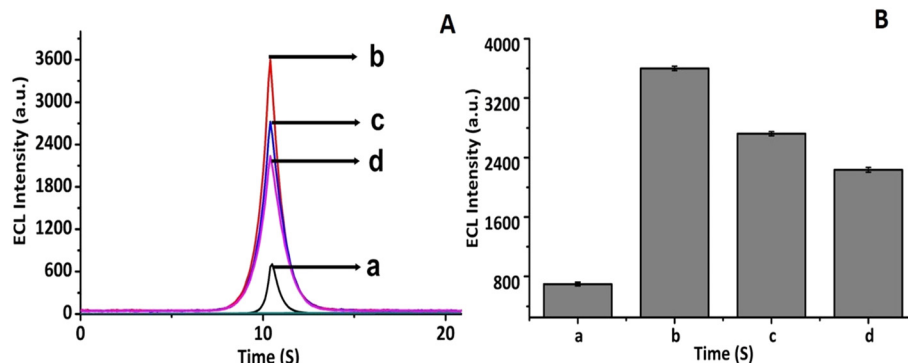 A
ECL Intensity (a.u.)
3600
3000
2400
1800
1200
600
0
b
c
d
a
0
10
20
Time (S)
B
ECL Intensity (a.u.)
4000
3200
2400
1600
800
a
b
c
d
Time (S)